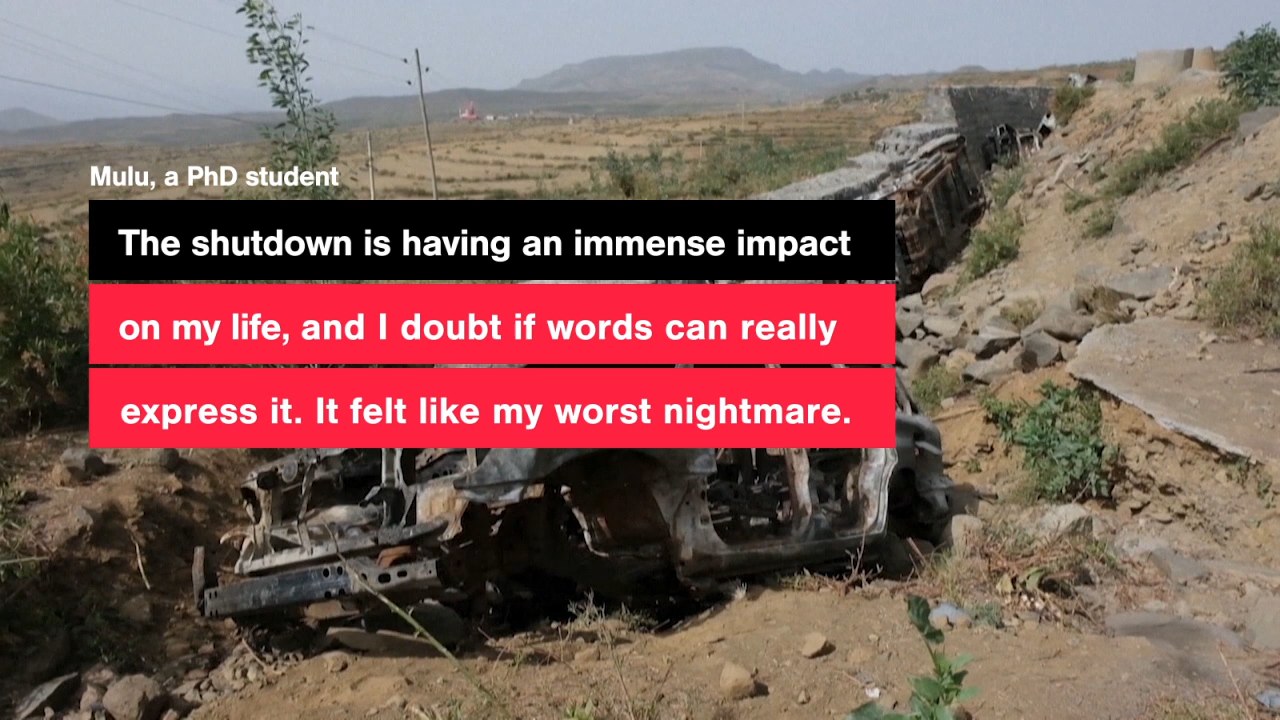 Mulu, a PhD student
The shutdown is having an immense impact
on my life, and I doubt if words can really
express it. It felt like my worst nightmare.